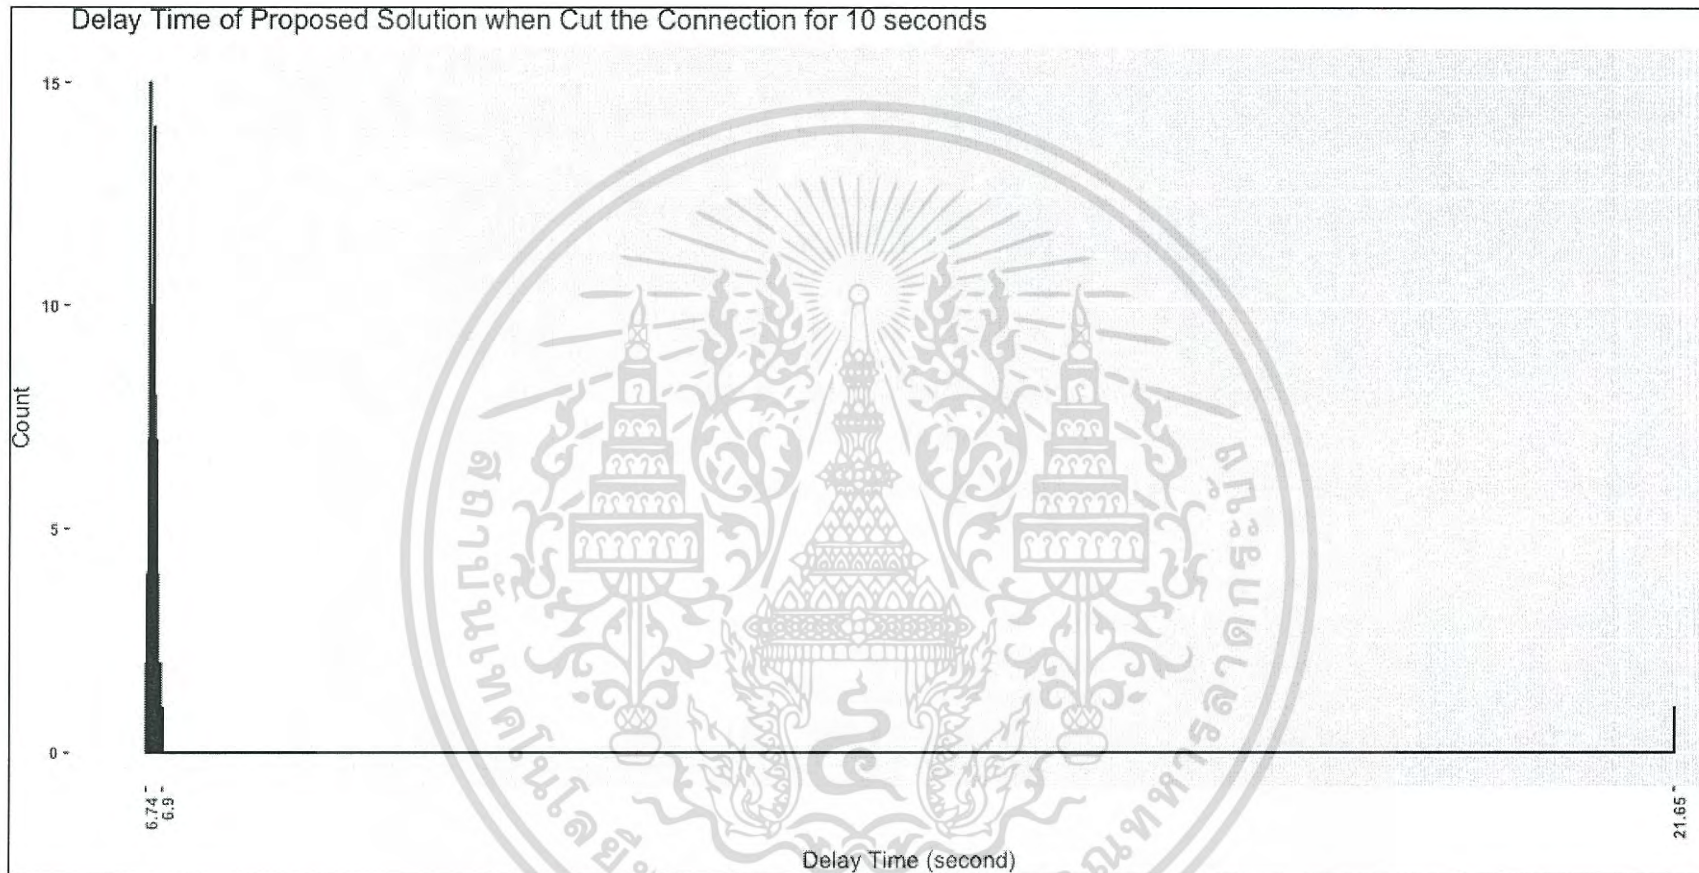 Delay Time of Proposed Solution when Cut the Connection for 10 seconds
15
10
Count
5
0
6.74
6.9
21.65
Delay Time (second)